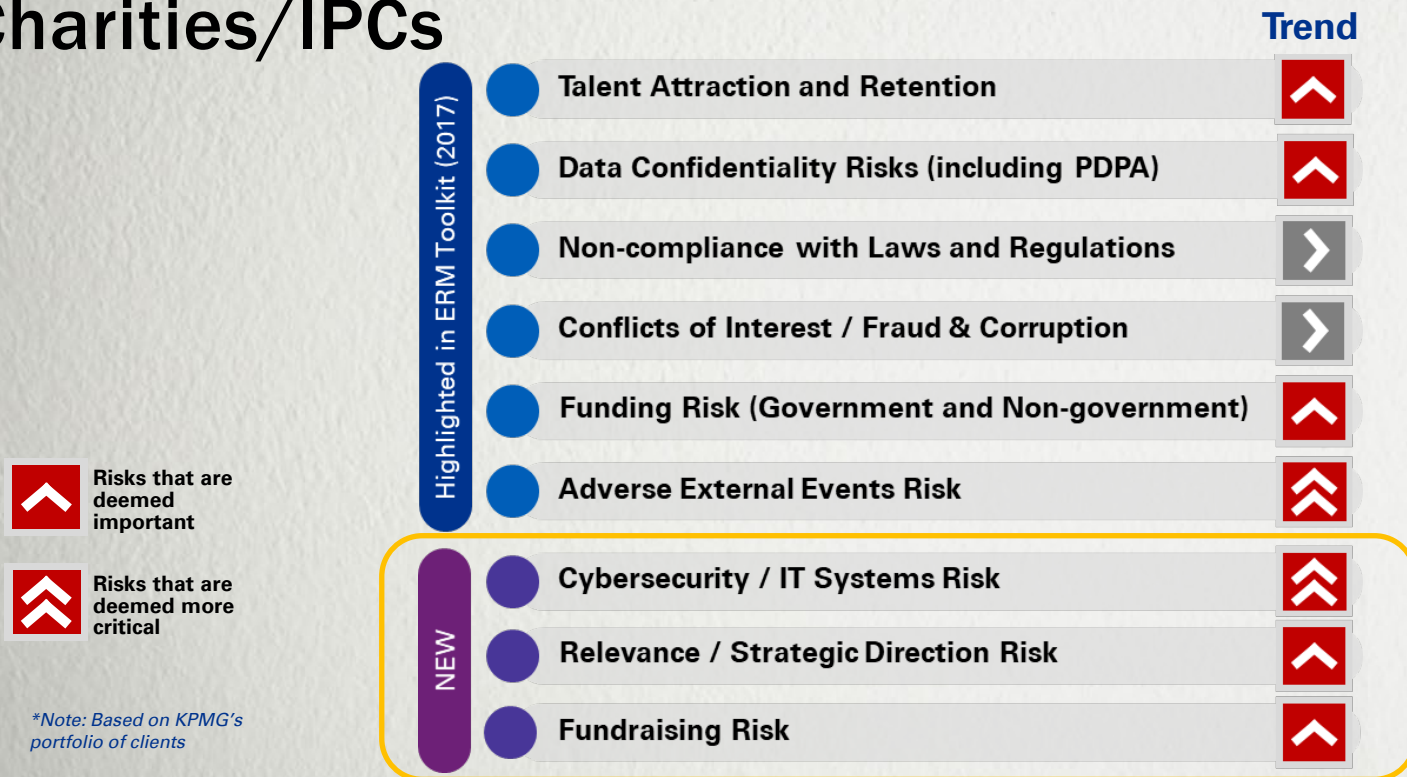 Charities/IPCs
Trend
Highlighted in ERM Toolkit (2017)
Talent Attraction and Retention
Data Confidentiality Risks (including PDPA)
Non-compliance with Laws and Regulations
Conflicts of Interest / Fraud & Corruption
Funding Risk (Government and Non-government)
Adverse External Events Risk
NEW
Cybersecurity / IT Systems Risk
Relevance / Strategic Direction Risk
Fundraising Risk
Risks that are
deemed
important
Risks that are
deemed more
critical
*Note: Based on KPMG's
portfolio of clients